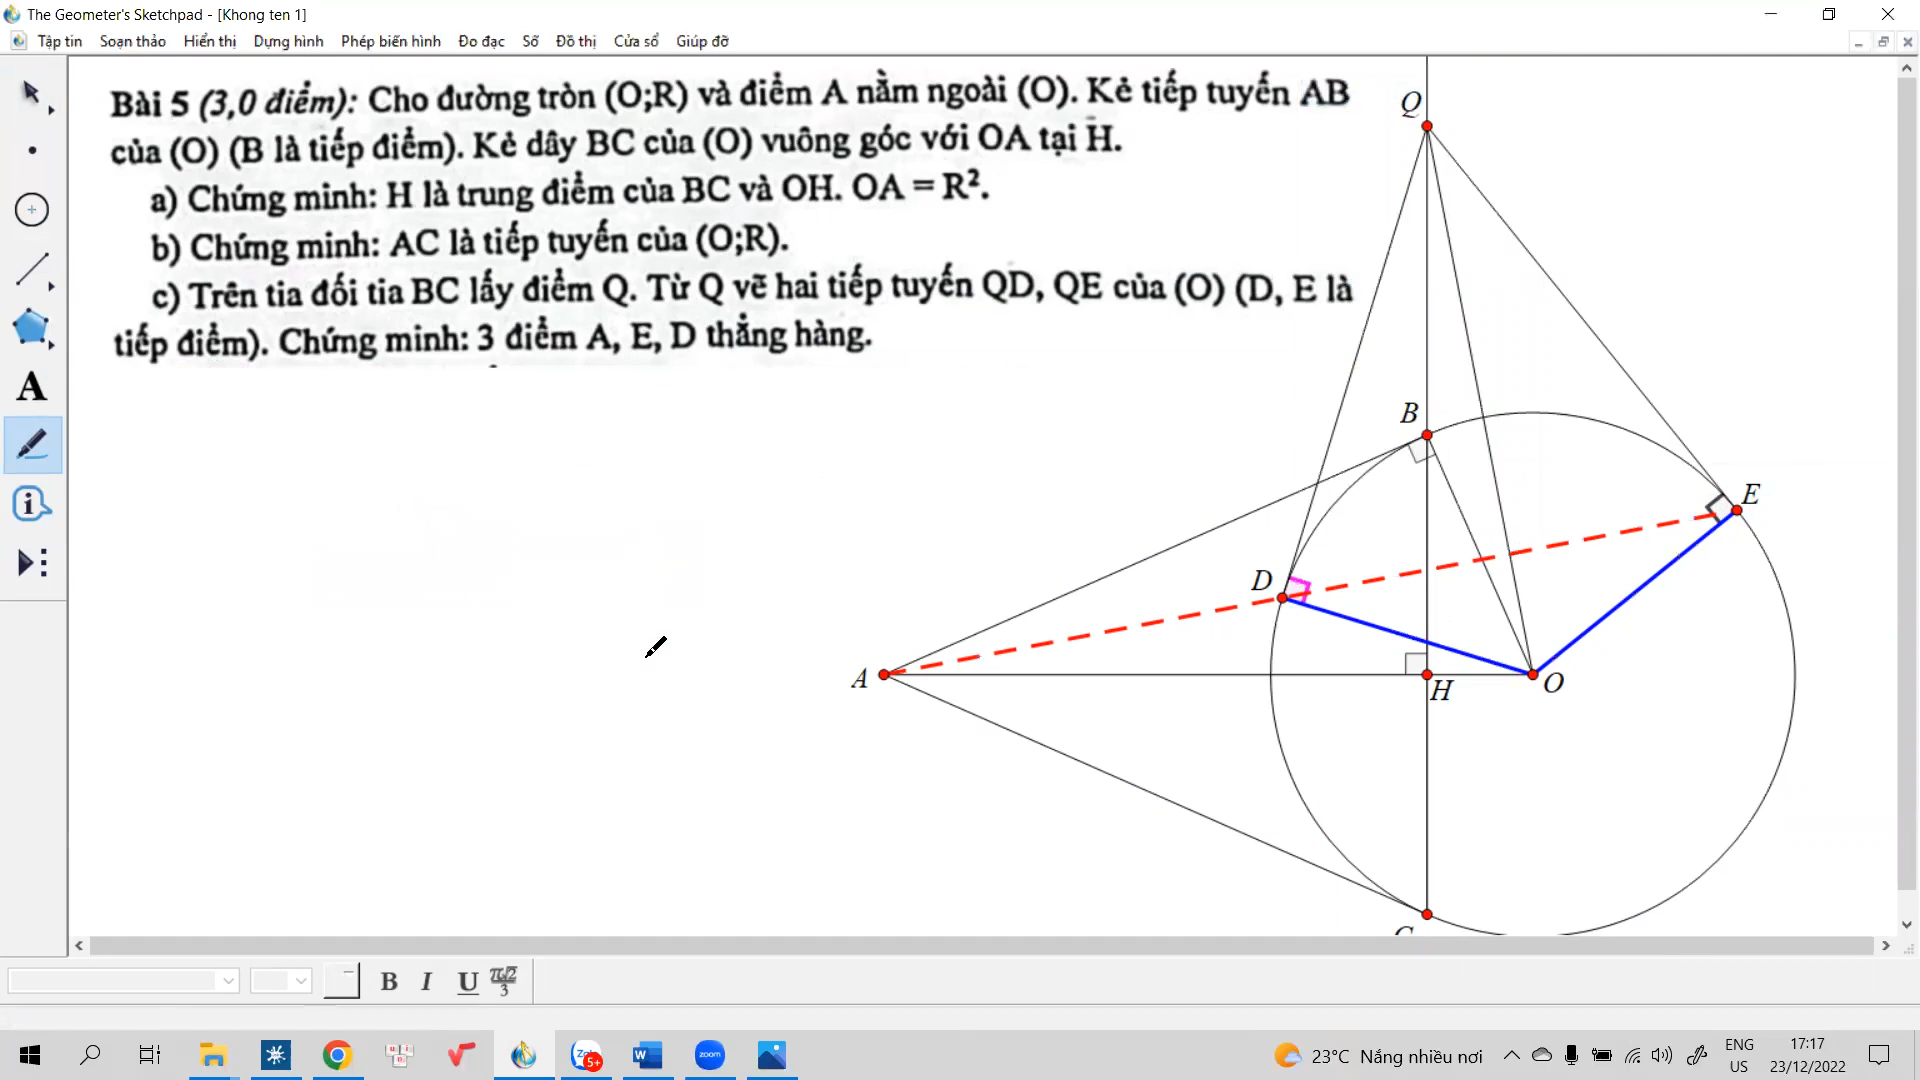 The Geometer's Sketchpad - [Khong ten 1]
Tập tin Soạn thảo Hiển thị Dựng hình Phép biến hình Đo đạc Số Đồ thị Cửa sổ Giúp đỡ
Bài 5 (3,0 điểm): Cho đường tròn (O;R) và điểm A nằm ngoài (O). Kẻ tiếp tuyến AB
của (O) (B là tiếp điểm). Kẻ dây BC của (O) vuông góc với OA tại H.
a) Chứng minh: H là trung điểm của BC và OH. OA = R².
b) Chứng minh: AC là tiếp tuyến của (O;R).
c) Trên tia đối tia BC lấy điểm Q. Từ Q vẽ hai tiếp tuyến QD, QE của (O) (D, E là
tiếp điểm). Chứng minh: 3 điểm A, E, D thẳng hàng.
Q
B
E
D
A
H
O
A
B I U
W
zoom
5+
23°C Nắng nhiều nơi
ENG
US
17:17
23/12/2022